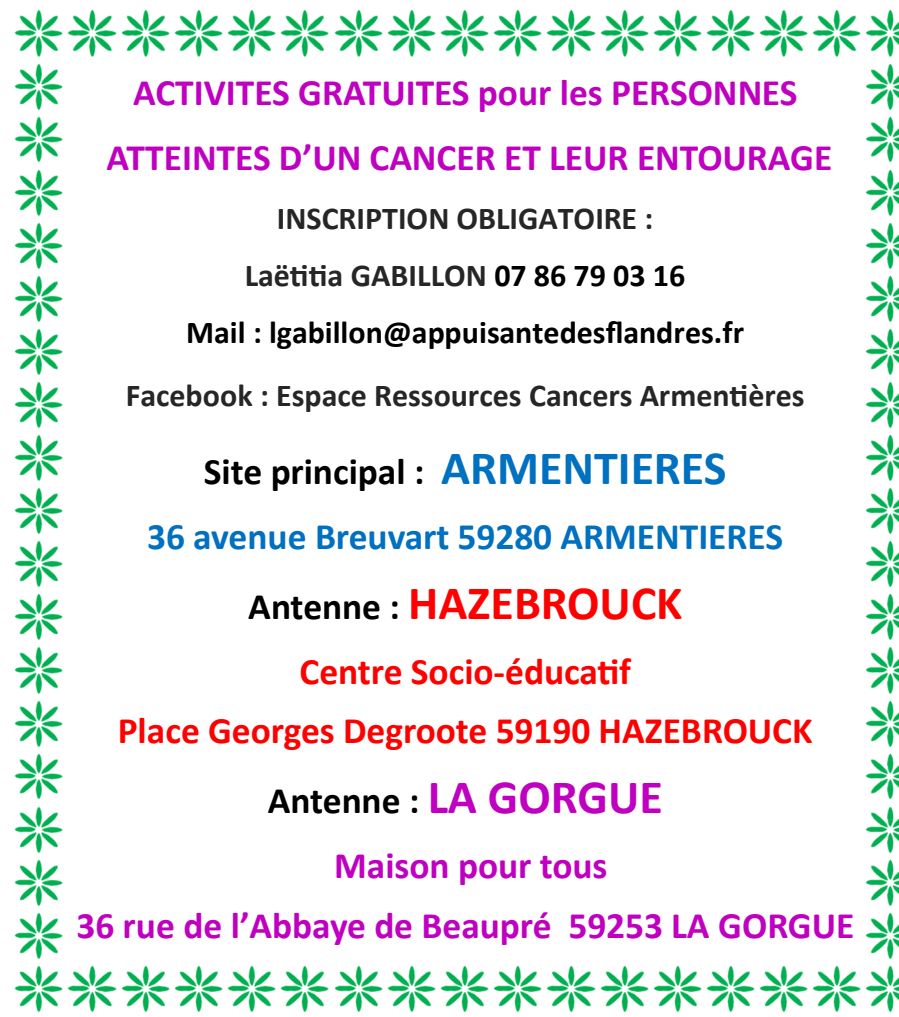 ACTIVITES GRATUITES pour les PERSONNES
ATTEINTES D’UN CANCER ET LEUR ENTOURAGE
INSCRIPTION OBLIGATOIRE :
Laëtitia GABILLON 07 86 79 03 16
Mail : lgabillon@appuisantedesflandres.fr
Facebook : Espace Ressources Cancers Armentières
Site principal : ARMENTIERES
36 avenue Breuvart 59280 ARMENTIERES
Antenne : HAZEBROUCK
Centre Socio-éducatif
Place Georges Degroote 59190 HAZEBROUCK
Antenne : LA GORGUE
Maison pour tous
36 rue de l’Abbaye de Beaupré 59253 LA GORGUE